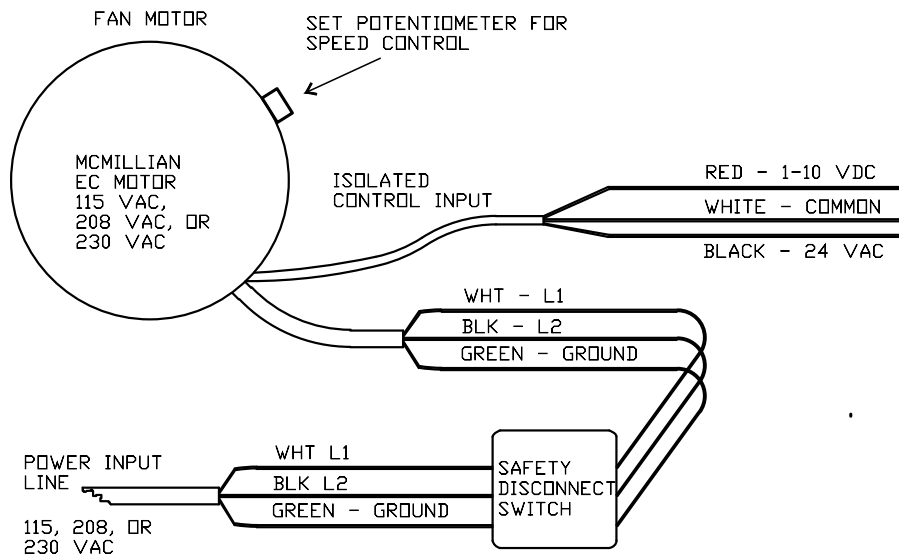 FAN MOTOR
SET POTENTIOMETER FOR
SPEED CONTROL
MCMILLIAN
EC MOTOR
115 VAC,
208 VAC, OR
230 VAC
ISOLATED
CONTROL INPUT
RED - 1-10 VDC
WHITE - COMMON
BLACK - 24 VAC
WHT - L1
BLK - L2
GREEN - GROUND
POWER INPUT
LINE
115, 208, OR
230 VAC
WHT L1
BLK L2
GREEN - GROUND
SAFETY
DISCONNECT
SWITCH